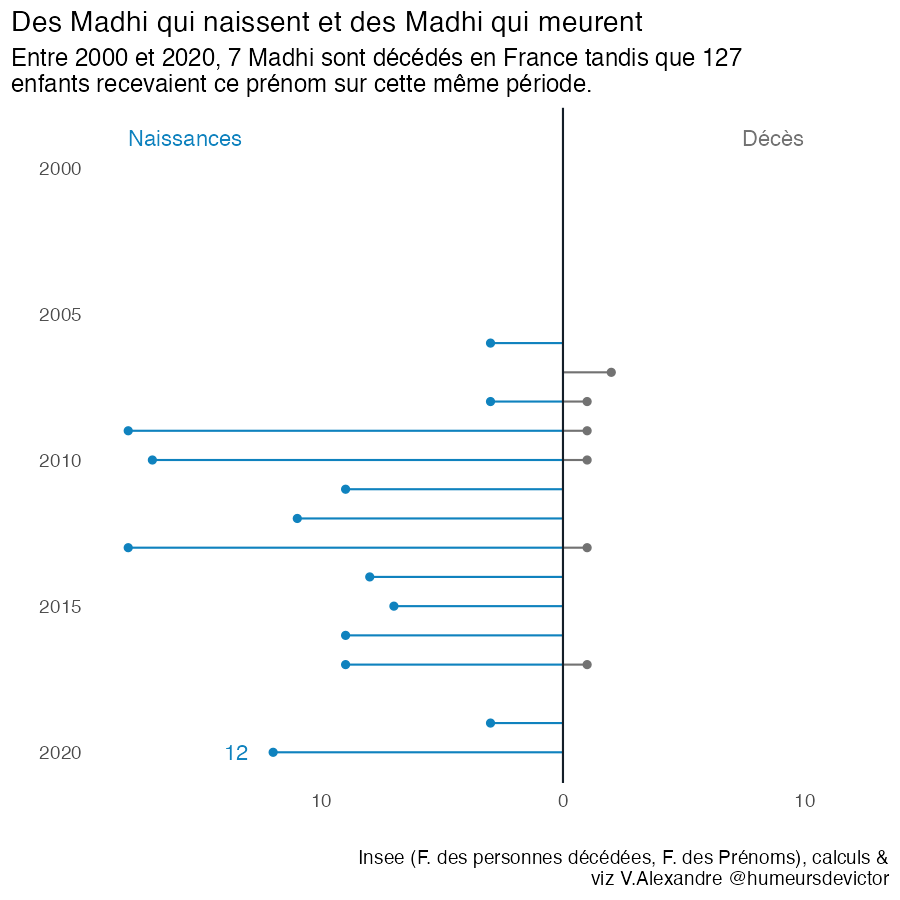 Des Madhi qui naissent et des Madhi qui meurent
Entre 2000 et 2020, 7 Madhi sont décédés en France tandis que 127
enfants recevaient ce prénom sur cette même période.
Naissances
Décès
2000
2005
2010
2015
2020
12
10
0
10
Insee (F. des personnes décédées, F. des Prénoms), calculs &
viz V.Alexandre @humeursdevictor